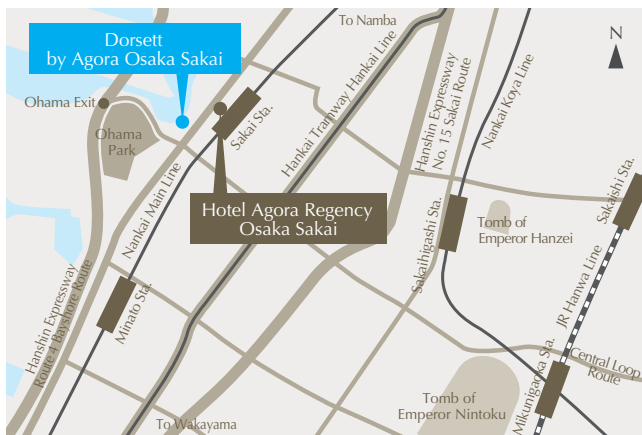 To Namba
N
Dorsett
by Agora Osaka Sakai
Ohama Exit
Ohama
Park
Sakai Sta.
Hankai Tramway Hankai Line
Hanshin Expressway
No. 15 Sakai Route
Nankai Koya Line
Nankai Main Line
Hotel Agora Regency
Osaka Sakai
Sakaihigashi Sta.
Tomb of
Emperor Hanzei
Sakaishi Sta.
JR Hanwa Line
Hanshin Expressway
Route 4 Bayshore Route
Minato Sta.
Central Loop
Route
Mikunigaoka Sta.
Tomb of
Emperor Nintoku
To Wakayama